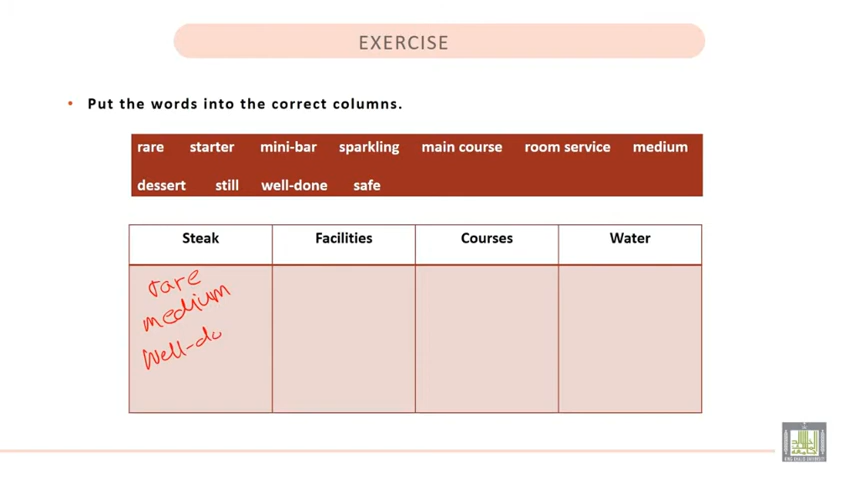 EXERCISE
• Put the words into the correct columns.
rare starter mini-bar sparkling main course room service medium
dessert still well-done safe
Steak Facilities Courses Water
rare
medium
Well-do